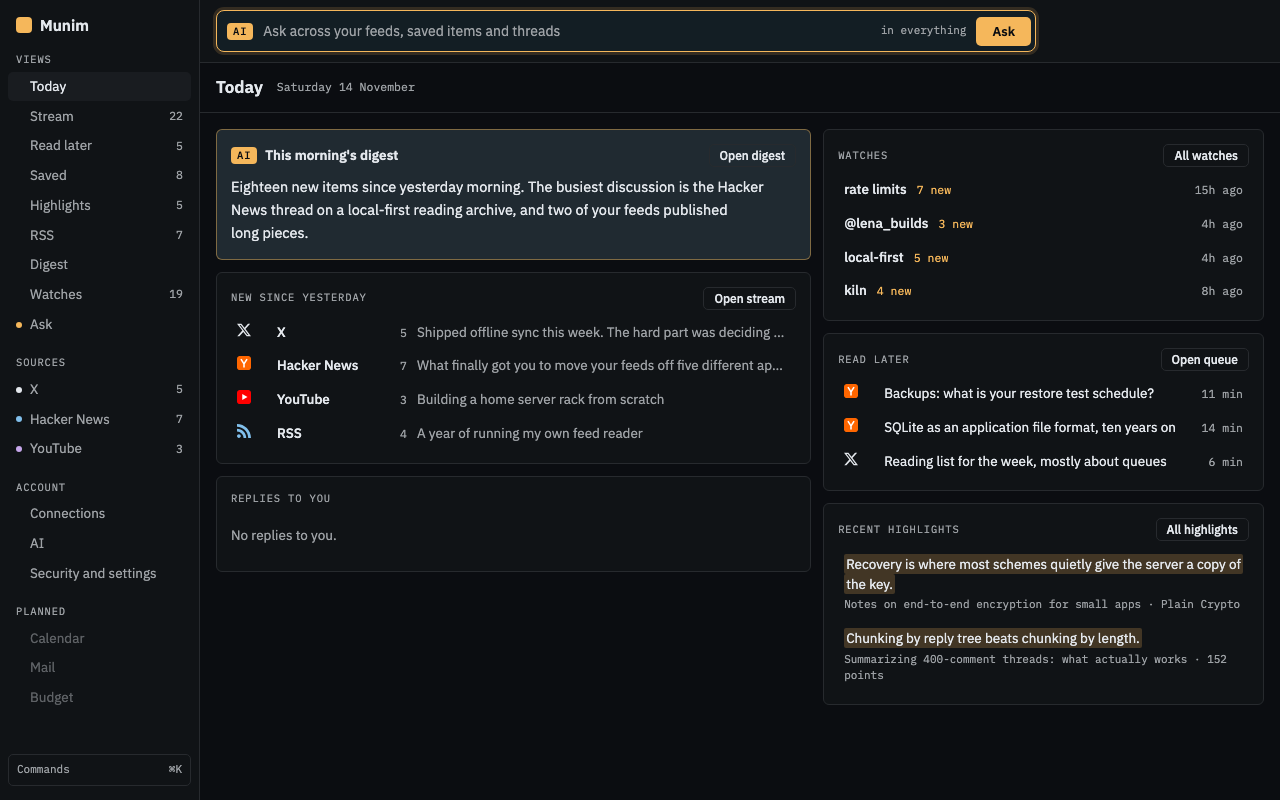 Munim
VIEWS
Today
Stream 22
Read later 5
Saved 8
Highlights 5
RSS 7
Digest
Watches 19
Ask
SOURCES
X 5
Hacker News 7
YouTube 3
ACCOUNT
Connections
AI
Security and settings
PLANNED
Calendar
Mail
Budget
Commands ⌘K
AI Ask across your feeds, saved items and threads in everything Ask
Today Saturday 14 November
AI This morning's digest Open digest
Eighteen new items since yesterday morning. The busiest discussion is the Hacker
News thread on a local-first reading archive, and two of your feeds published
long pieces.
NEW SINCE YESTERDAY Open stream
X 5 Shipped offline sync this week. The hard part was deciding ...
Y Hacker News 7 What finally got you to move your feeds off five different ap...
YouTube 3 Building a home server rack from scratch
RSS 4 A year of running my own feed reader
REPLIES TO YOU
No replies to you.
WATCHES All watches
rate limits 7 new 15h ago
@lena_builds 3 new 4h ago
local-first 5 new 4h ago
kiln 4 new 8h ago
READ LATER Open queue
Y Backups: what is your restore test schedule? 11 min
Y SQLite as an application file format, ten years on 14 min
Reading list for the week, mostly about queues 6 min
RECENT HIGHLIGHTS All highlights
Recovery is where most schemes quietly give the server a copy of
the key.
Notes on end-to-end encryption for small apps · Plain Crypto
Chunking by reply tree beats chunking by length.
Summarizing 400-comment threads: what actually works · 152
points